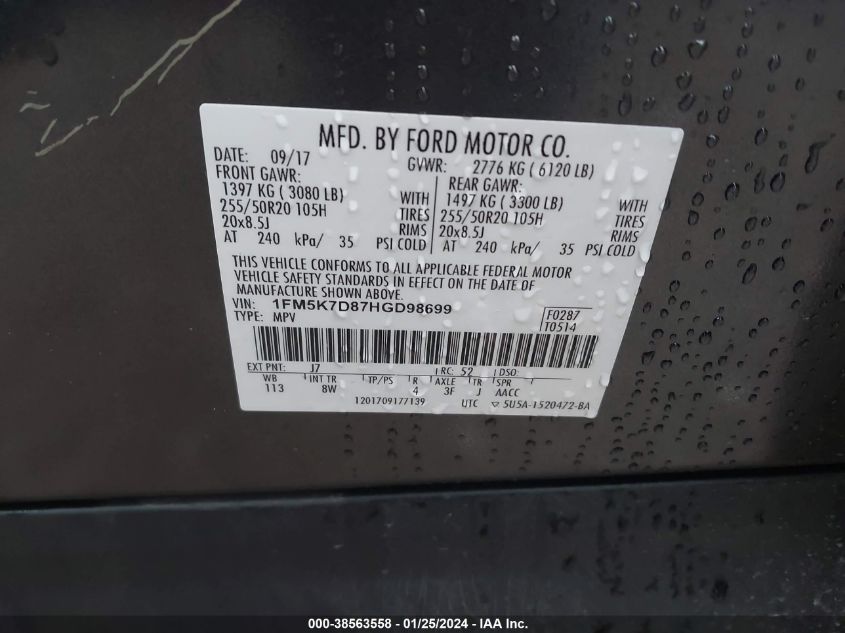 MFD. BY FORD MOTOR CO.
DATE: 09/17 GVWR: 2776 KG ( 6120 LB)
FRONT GAWR: REAR GAWR:
1397 KG ( 3080 LB) WITH 1497 KG ( 3300 LB) WITH
255/50R20 105H TIRES 255/50R20 105H TIRES
20x8.5J RIMS 20x8.5J RIMS
AT 240 kPa/ 35 PSI COLD AT 240 kPa/ 35 PSI COLD
THIS VEHICLE CONFORMS TO ALL APPLICABLE FEDERAL MOTOR
VEHICLE SAFETY STANDARDS IN EFFECT ON THE DATE OF
MANUFACTURE SHOWN ABOVE.
VIN: 1FM5K7D87HGD98699 F0287
TYPE: MPV T0514
EXT PNT: J7 RC: 52 DSO:
WB INT TR TP/PS R AXLE TR SPR
113 8W 4 3F J AACC
1201709177139 UTC ▽ 5U5A-1520472-BA
000-38563558 - 01/25/2024 - IAA, Inc.